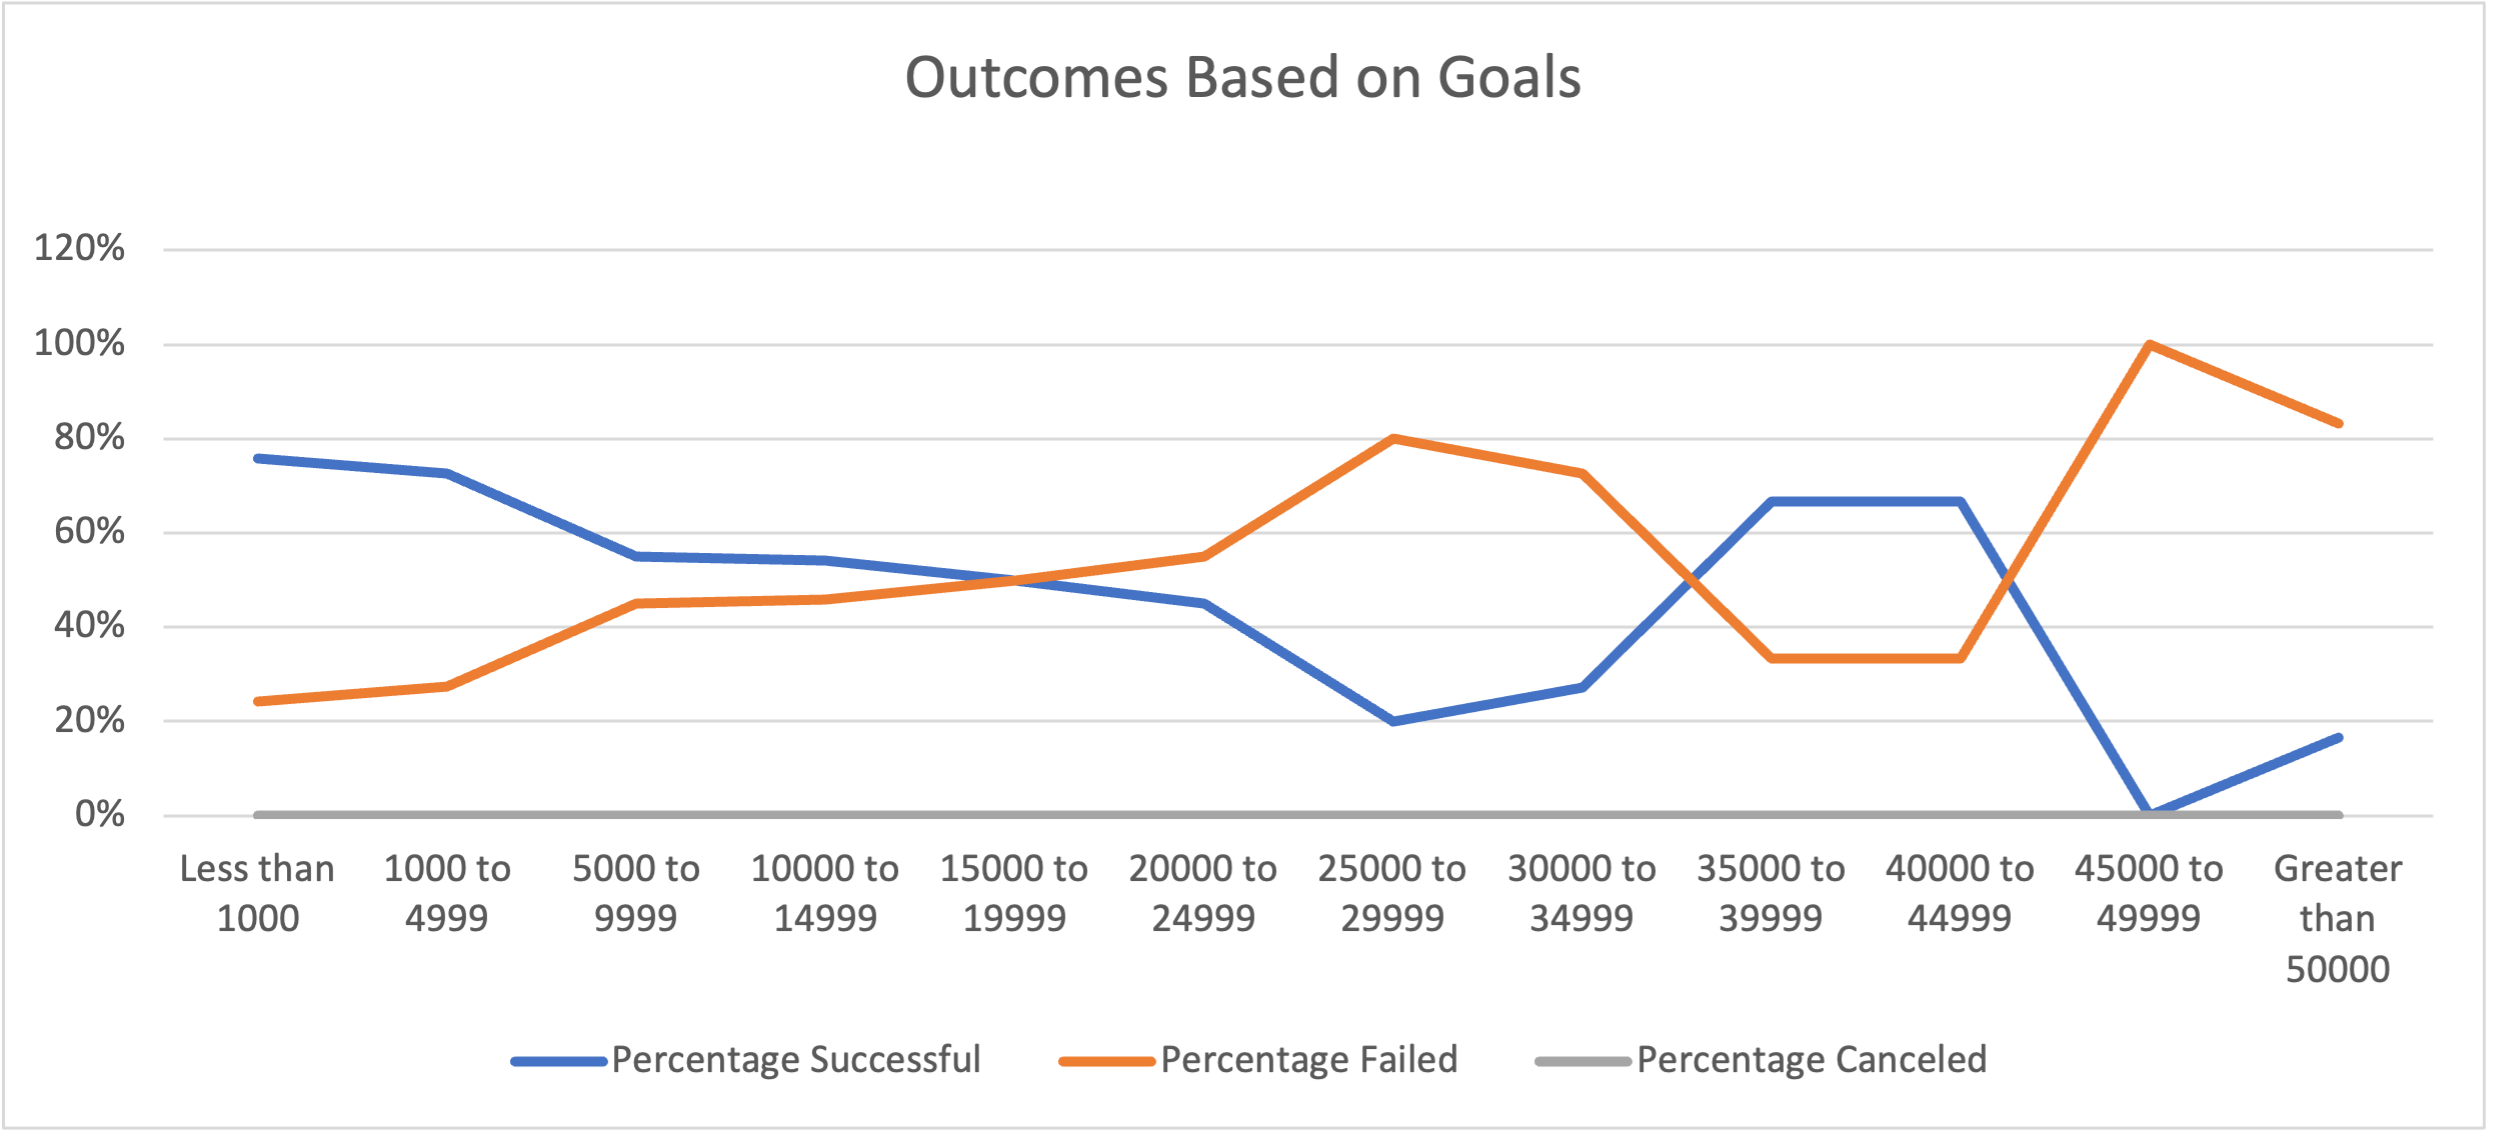 Outcomes Based on Goals
120%
100%
80%
60%
40%
20%
0%
Less than 1000
1000 to 4999
5000 to 9999
10000 to 14999
15000 to 19999
20000 to 24999
25000 to 29999
30000 to 34999
35000 to 39999
40000 to 44999
45000 to 49999
Greater than 50000
Percentage Successful
Percentage Failed
Percentage Canceled